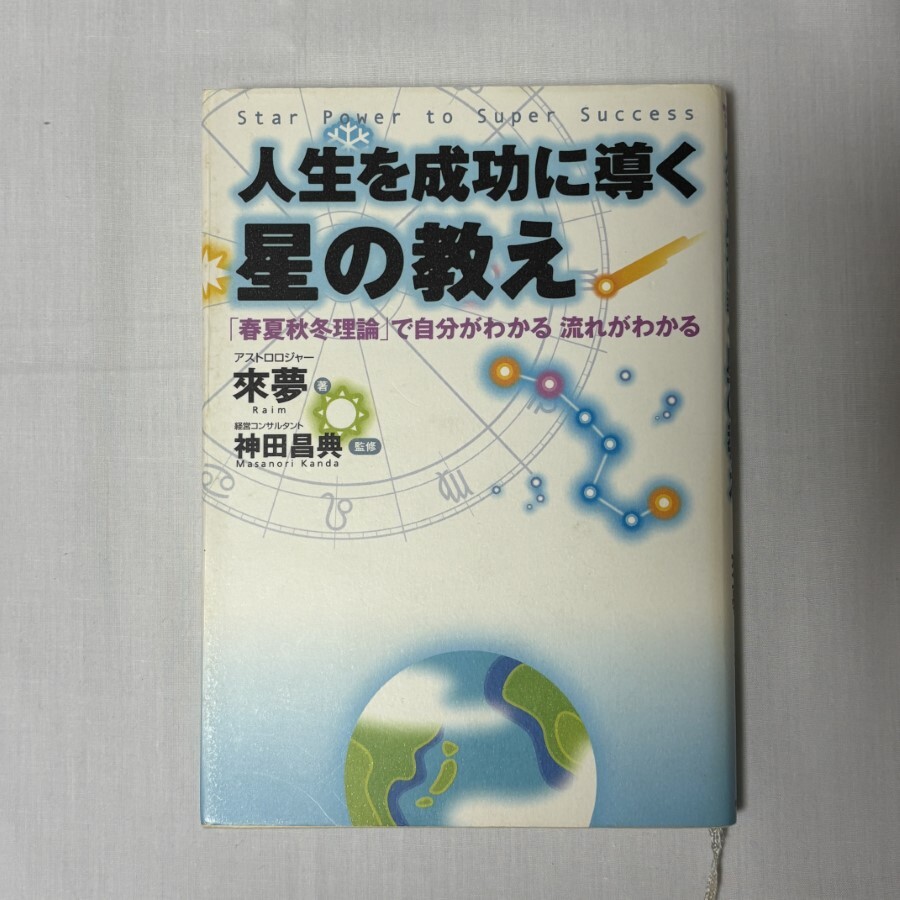 Star Power to Super Success
人生を成功に導く
星の教え
「春夏秋冬理論」で自分がわかる 流れがわかる
アストロロジャー
來夢 著
Raim
経営コンサルタント
神田昌典 監修
Masanori Kanda